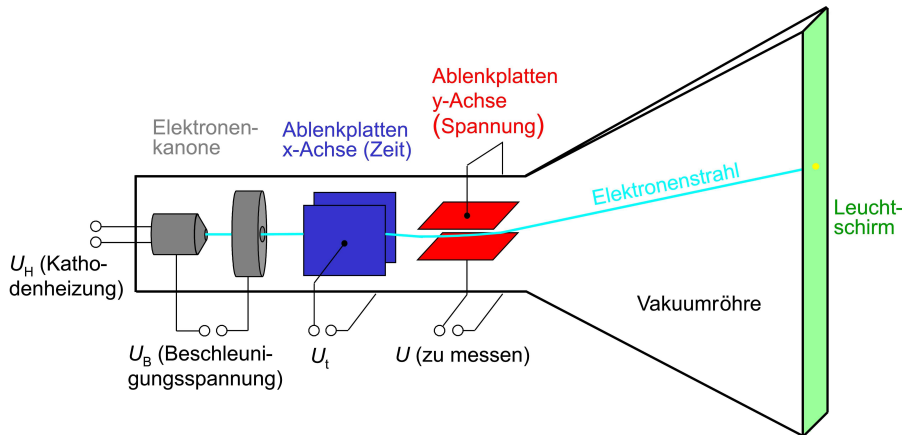 Elektronen-
kanone
Ablenkplatten
x-Achse (Zeit)
Ablenkplatten
y-Achse
(Spannung)
Elektronenstrahl
Leucht-
schirm
U_H (Katho-
denheizung)
U_B (Beschleuni-
gungsspannung)
U_t
U (zu messen)
Vakuumröhre